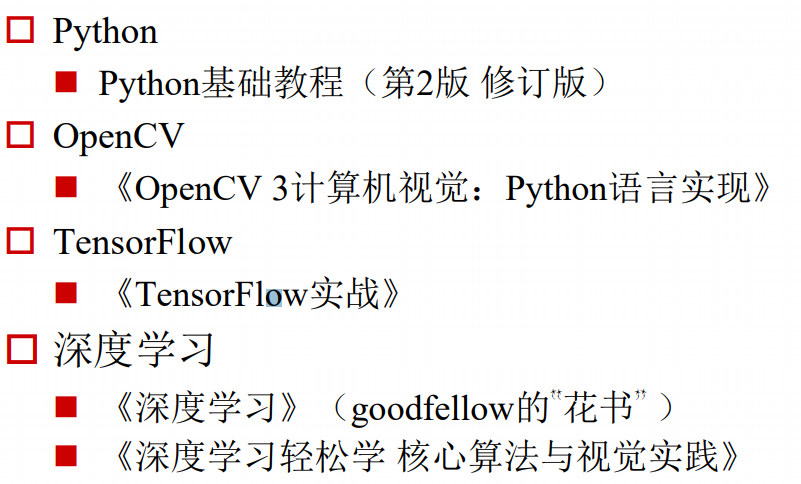 Python
Python基础教程（第2版 修订版）
OpenCV
《OpenCV 3计算机视觉：Python语言实现》
TensorFlow
《TensorFlow实战》
深度学习
《深度学习》（goodfellow的“花书”）
《深度学习轻松学 核心算法与视觉实践》